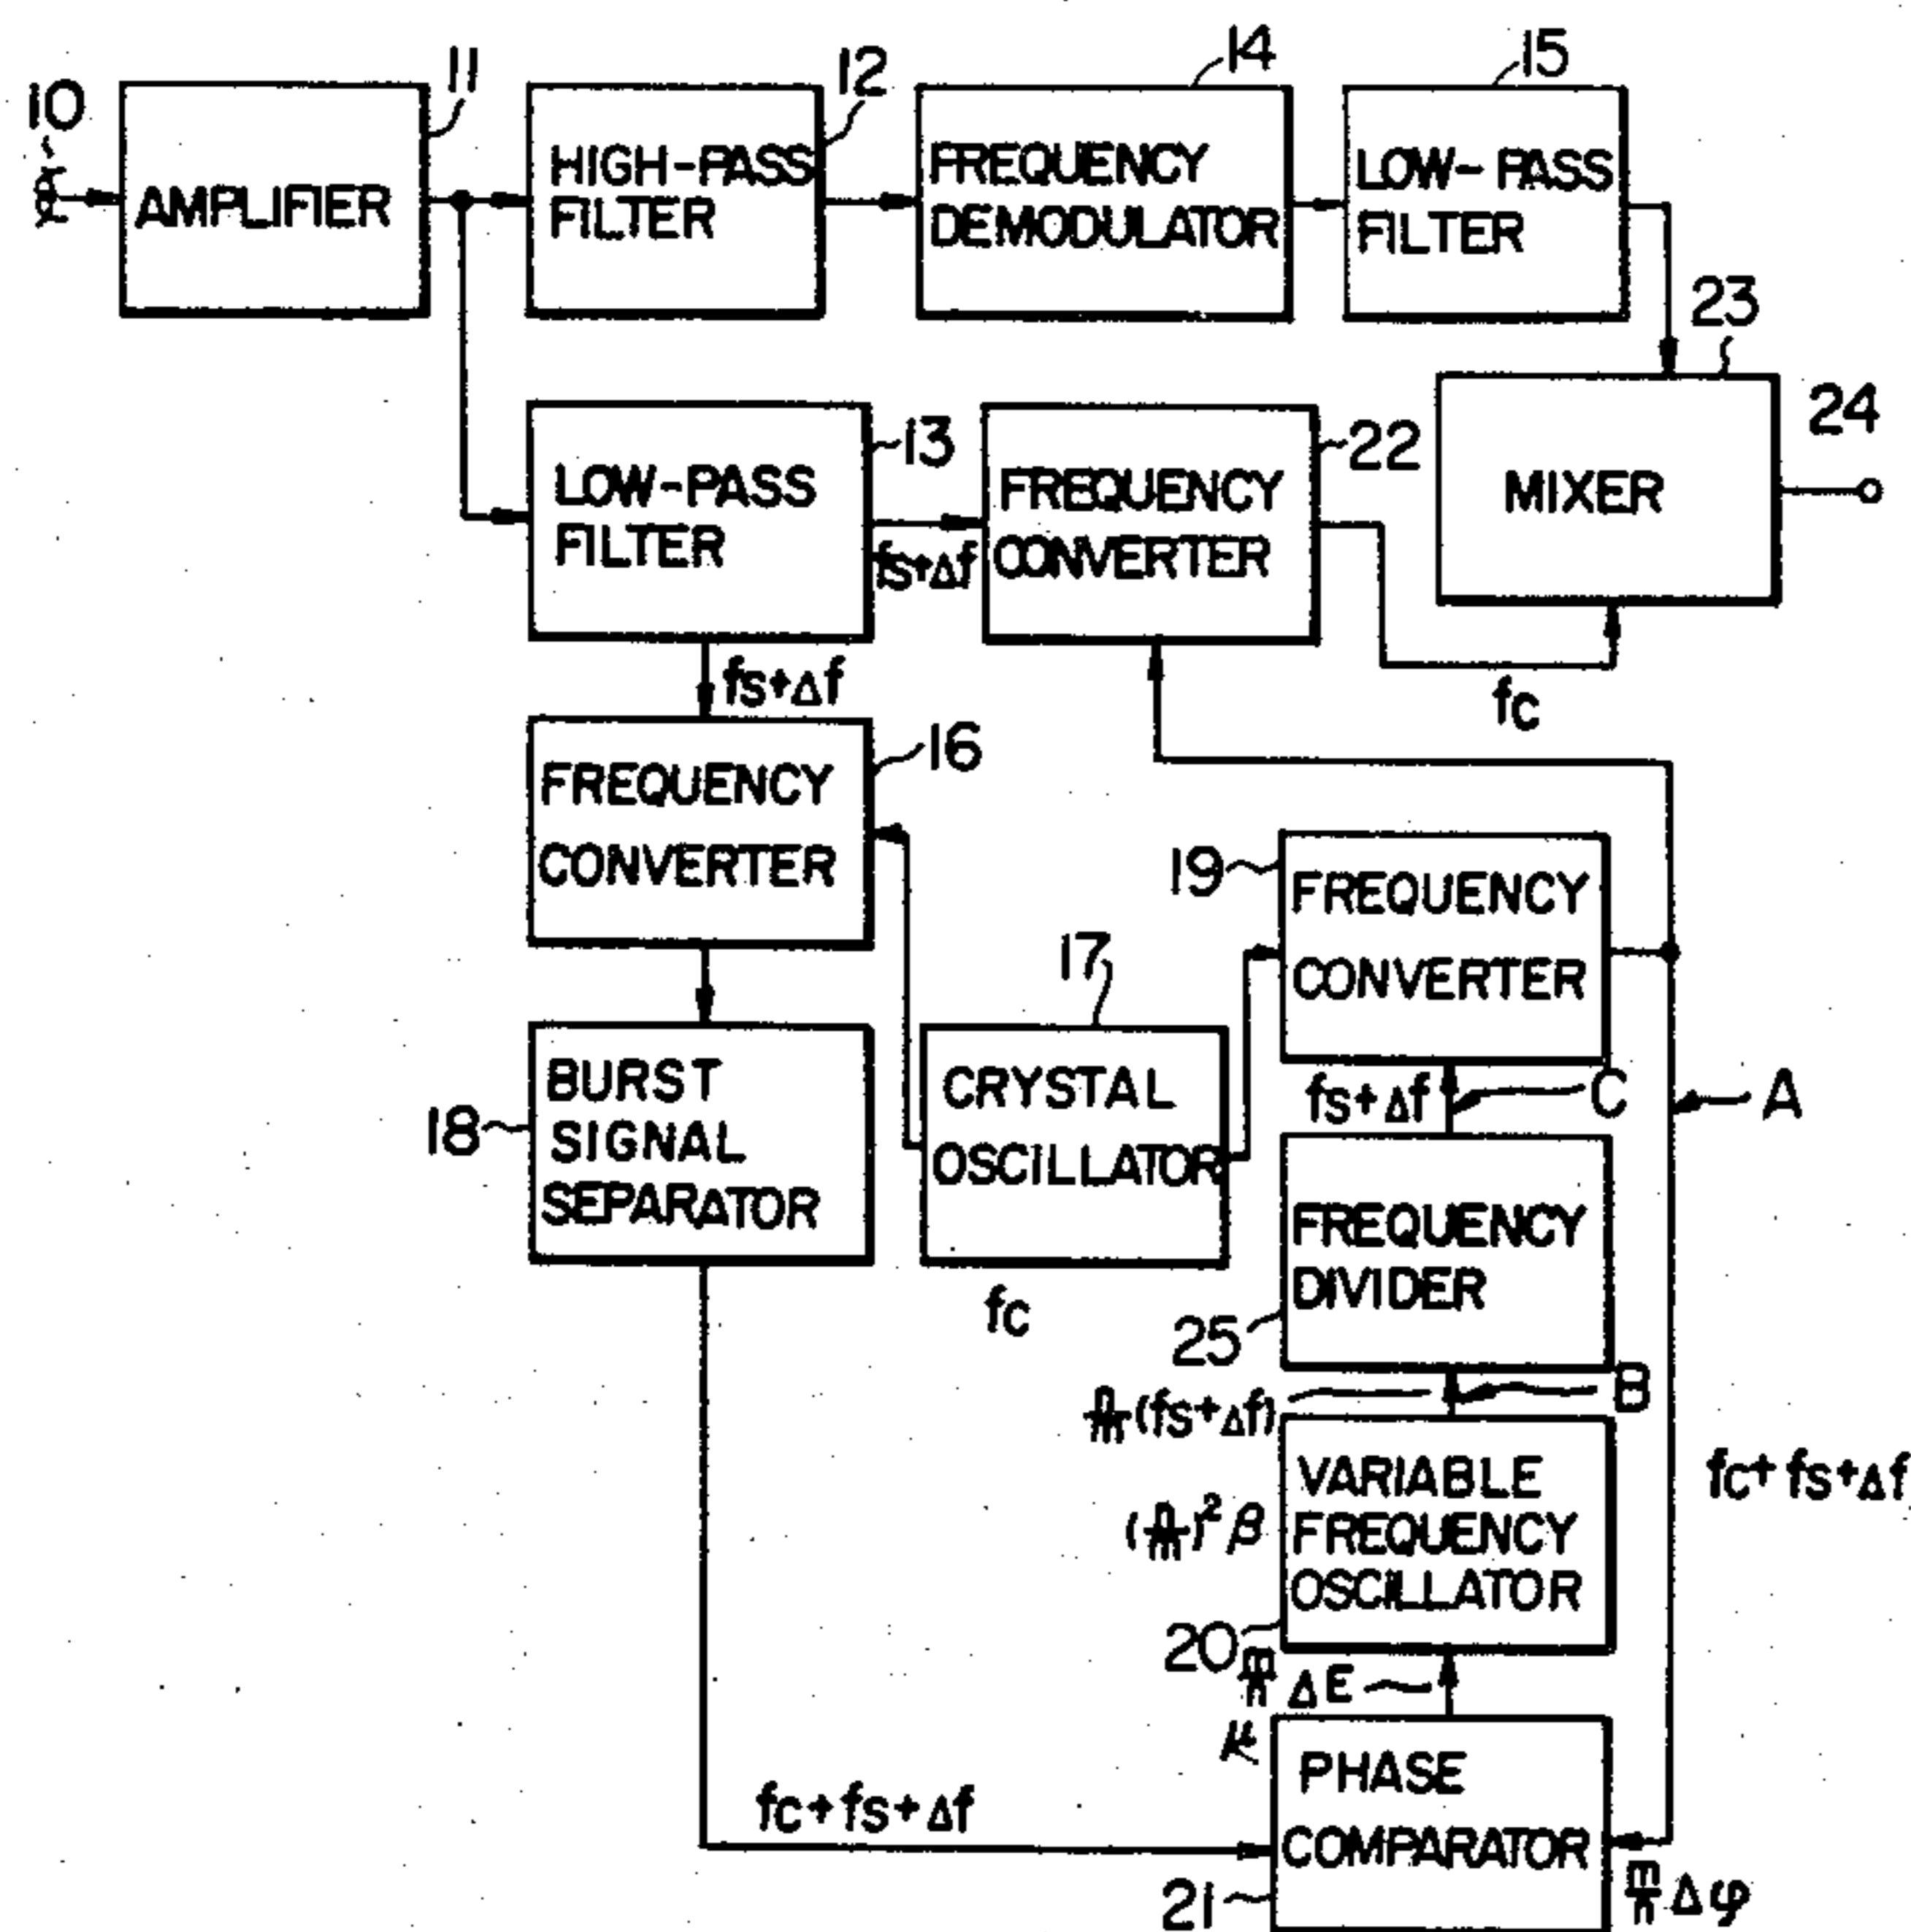 10
11
12
14
15
AMPLIFIER
HIGH-PASS
FILTER
FREQUENCY
DEMODULATOR
LOW-PASS
FILTER
23
24
13
22
LOW-PASS
FILTER
fs+Δf
FREQUENCY
CONVERTER
MIXER
fs+Δf
fc
16
FREQUENCY
CONVERTER
19
FREQUENCY
CONVERTER
17
18
BURST
SIGNAL
SEPARATOR
CRYSTAL
OSCILLATOR
fc
fs+Δf
C
A
FREQUENCY
DIVIDER
25
n/m(fs+Δf)
B
(n/m)²β
VARIABLE
FREQUENCY
OSCILLATOR
20
fc+fs+Δf
m/n ΔE
μ
PHASE
COMPARATOR
21
fc+fs+Δf
m/n Δφ